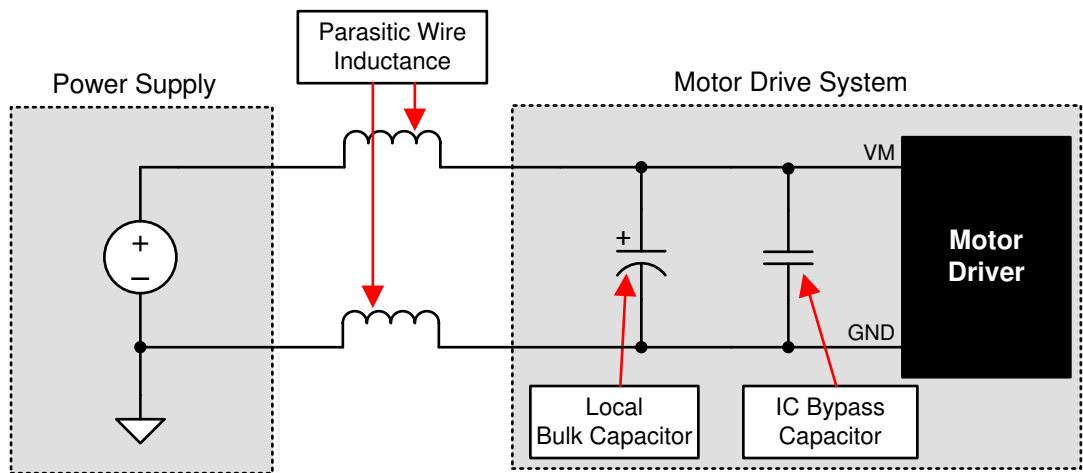 Parasitic Wire
Inductance
Power Supply
Motor Drive System
VM
+
–
+
Motor
Driver
GND
Local
Bulk Capacitor
IC Bypass
Capacitor